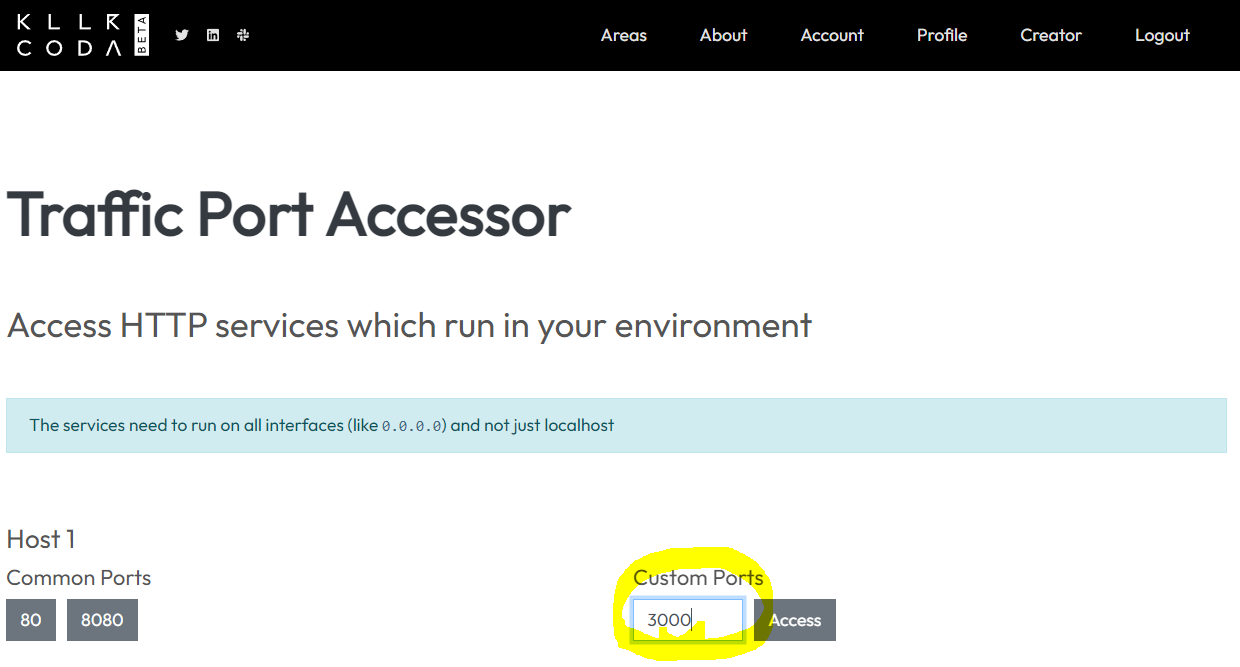 KLLR
CODA BETA
Areas About Account Profile Creator Logout
Traffic Port Accessor
Access HTTP services which run in your environment
The services need to run on all interfaces (like 0.0.0.0) and not just localhost
Host 1
Common Ports Custom Ports
80 8080 3000 Access